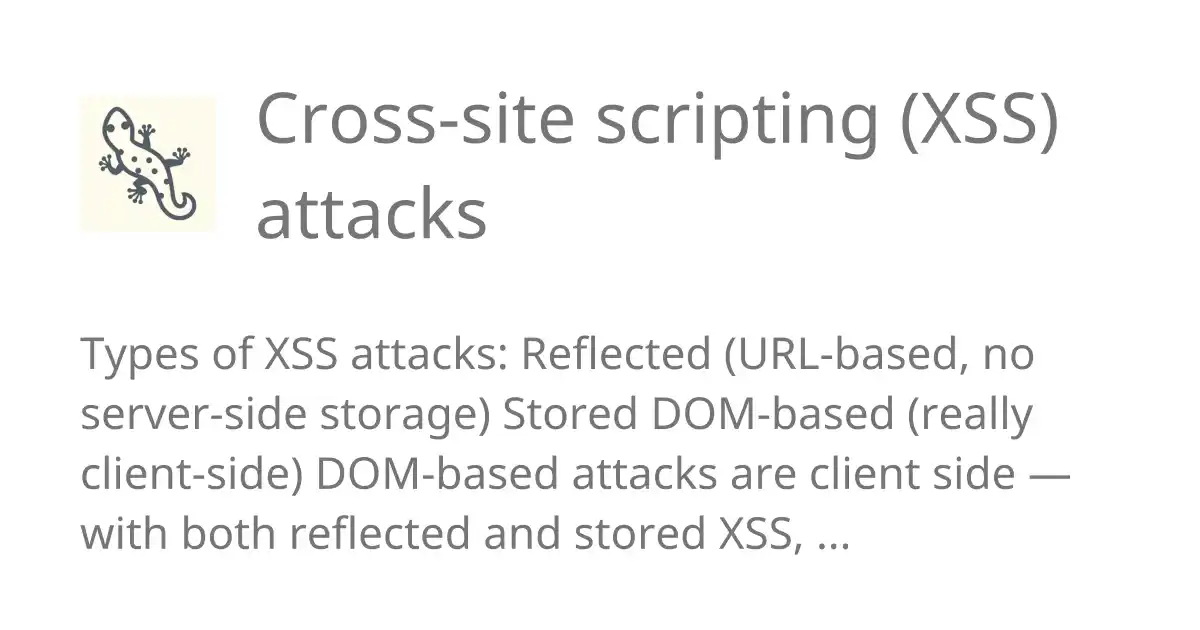 Cross-site scripting (XSS)
attacks
Types of XSS attacks: Reflected (URL-based, no
server-side storage) Stored DOM-based (really
client-side) DOM-based attacks are client side —
with both reflected and stored XSS, ...